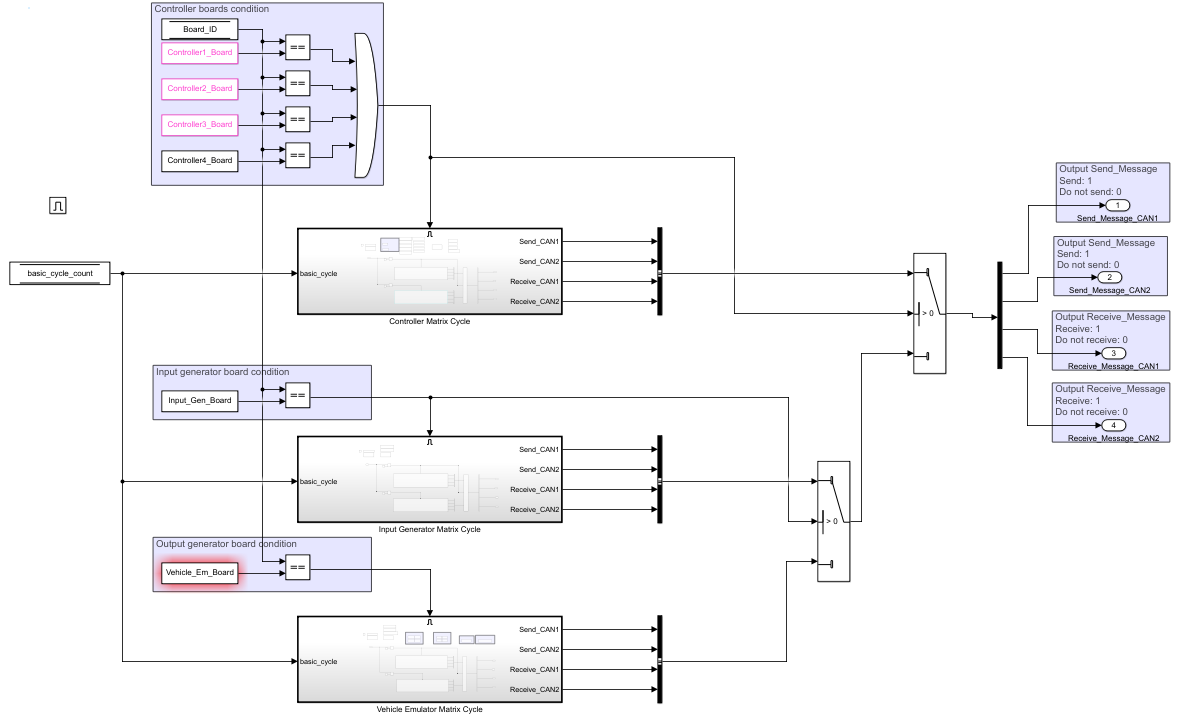 Controller boards condition
Board_ID
Controller1_Board
==
Controller2_Board
==
Controller3_Board
==
Controller4_Board
==
basic_cycle_count
basic_cycle
Send_CAN1
Send_CAN2
Receive_CAN1
Receive_CAN2
Controller Matrix Cycle
Input generator board condition
Input_Gen_Board
==
basic_cycle
Send_CAN1
Send_CAN2
Receive_CAN1
Receive_CAN2
Input Generator Matrix Cycle
Output generator board condition
Vehicle_Em_Board
==
basic_cycle
Send_CAN1
Send_CAN2
Receive_CAN1
Receive_CAN2
Vehicle Emulator Matrix Cycle
> 0
> 0
Output Send_Message
Send: 1
Do not send: 0
1
Send_Message_CAN1
Output Send_Message
Send: 1
Do not send: 0
2
Send_Message_CAN2
Output Receive_Message
Receive: 1
Do not receive: 0
3
Receive_Message_CAN1
Output Receive_Message
Receive: 1
Do not receive: 0
4
Receive_Message_CAN2